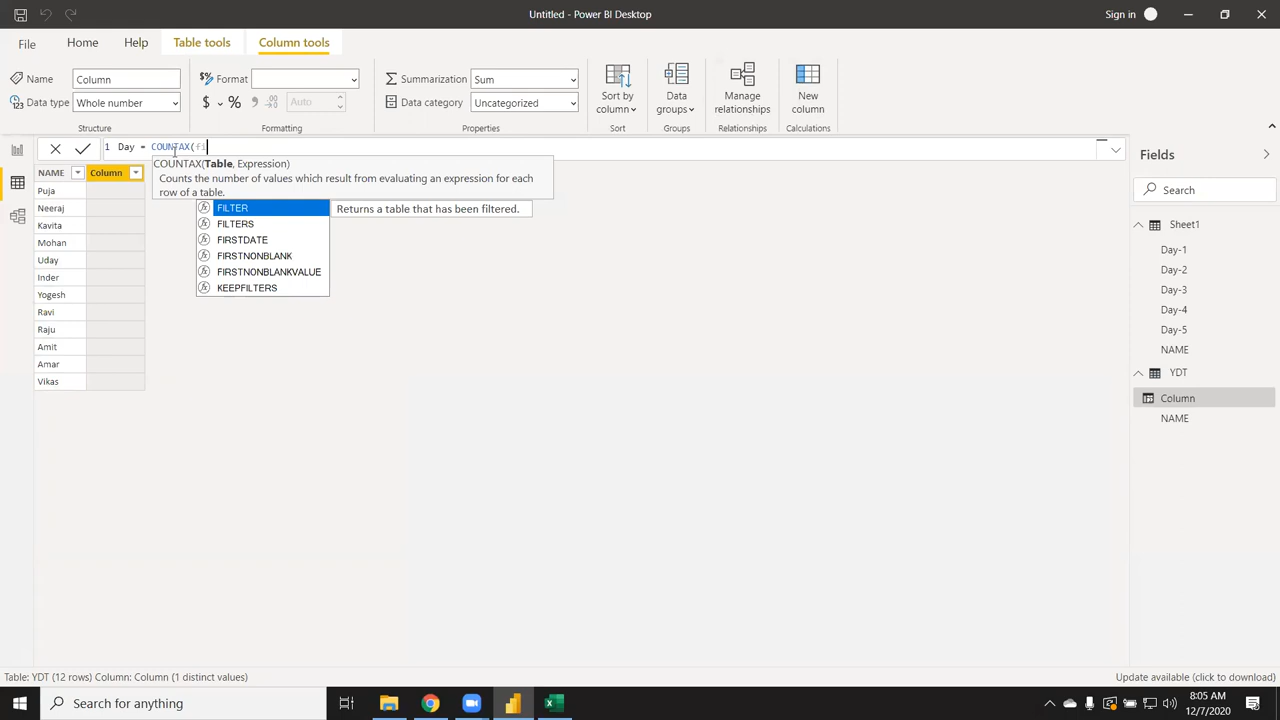 Untitled - Power BI Desktop
Sign in
File
Home
Help
Table tools
Column tools
Name
Column
Format
Summarization
Sum
Data type
Whole number
$
%
Auto
Data category
Uncategorized
Sort by
column
Data
groups
Manage
relationships
New
column
Structure
Formatting
Properties
Sort
Groups
Relationships
Calculations
1 Day = COUNTAX(fi
COUNTAX(Table, Expression)
Counts the number of values which result from evaluating an expression for each
row of a table.
FILTER
Returns a table that has been filtered.
FILTERS
FIRSTDATE
FIRSTNONBLANK
FIRSTNONBLANKVALUE
KEEPFILTERS
NAME
Column
Puja
Neeraj
Kavita
Mohan
Uday
Inder
Yogesh
Ravi
Raju
Amit
Amar
Vikas
Fields
Search
Sheet1
Day-1
Day-2
Day-3
Day-4
Day-5
NAME
YDT
Column
NAME
Table: YDT (12 rows) Column: Column (1 distinct values)
Update available (click to download)
Search for anything
8:05 AM
12/7/2020